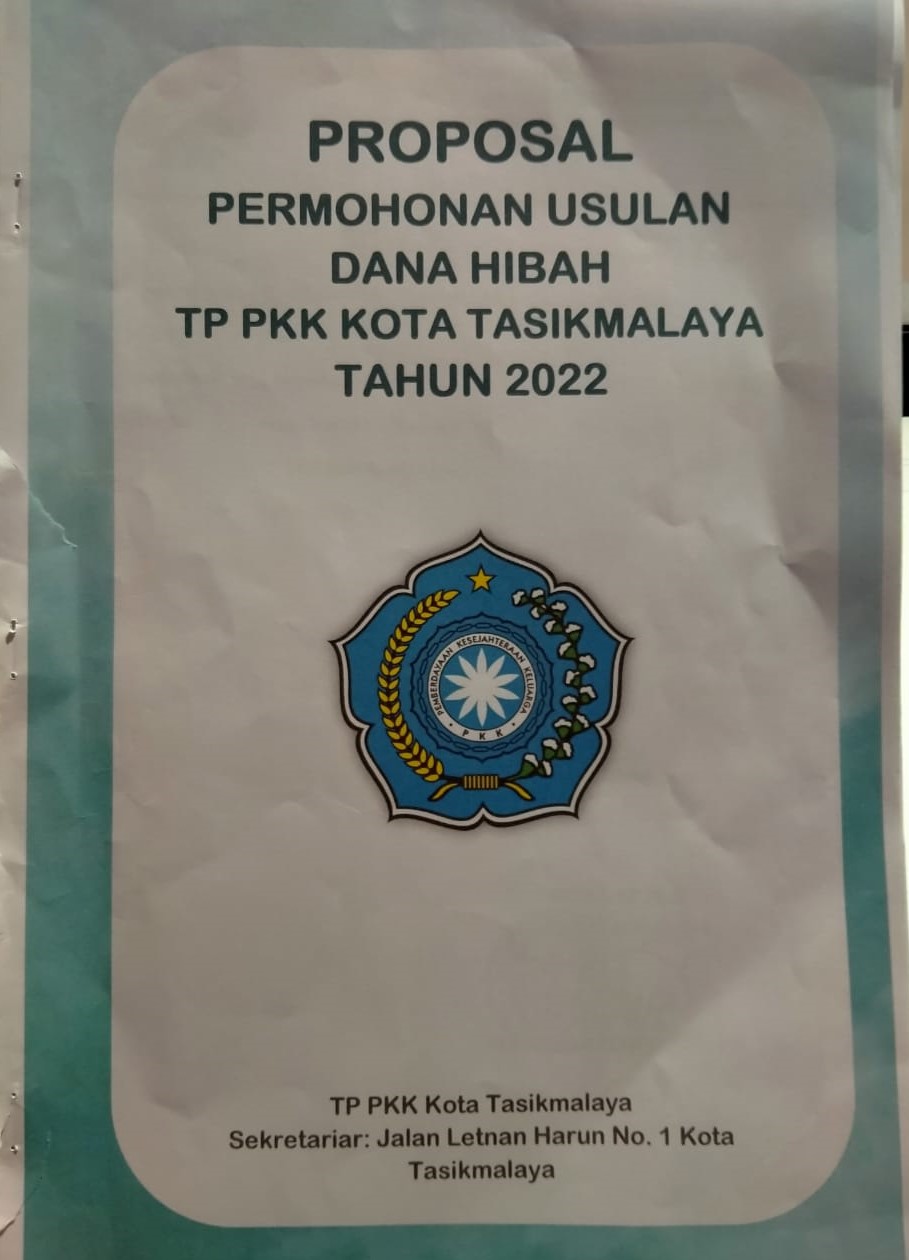 PROPOSAL
PERMOHONAN USULAN
DANA HIBAH
TP PKK KOTA TASIKMALAYA
TAHUN 2022
PEMBERDAYAAN KESEJAHTERAAN KELUARGA
P K K
TP PKK Kota Tasikmalaya
Sekretariar: Jalan Letnan Harun No. 1 Kota
Tasikmalaya